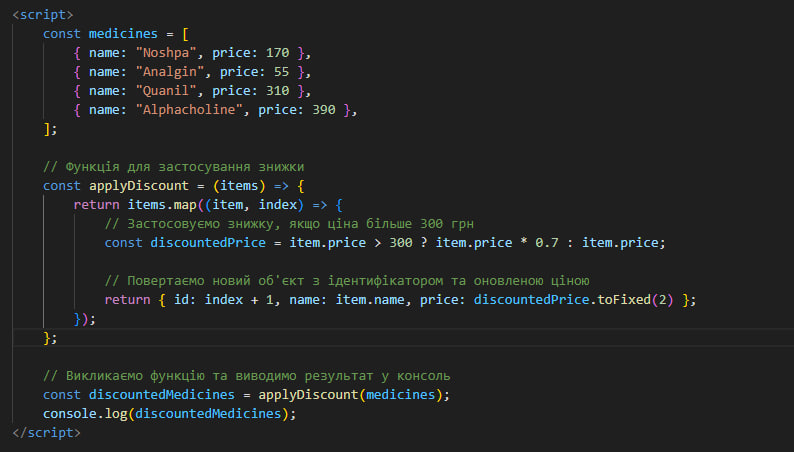 <script>
const medicines = [
{ name: "Noshpa", price: 170 },
{ name: "Analgin", price: 55 },
{ name: "Quanil", price: 310 },
{ name: "Alphacholine", price: 390 },
];
// Функція для застосування знижки
const applyDiscount = (items) => {
return items.map((item, index) => {
// Застосовуємо знижку, якщо ціна більше 300 грн
const discountedPrice = item.price > 300 ? item.price * 0.7 : item.price;
// Повертаємо новий об'єкт з ідентифікатором та оновленою ціною
return { id: index + 1, name: item.name, price: discountedPrice.toFixed(2) };
});
};
// Викликаємо функцію та виводимо результат у консоль
const discountedMedicines = applyDiscount(medicines);
console.log(discountedMedicines);
</script>